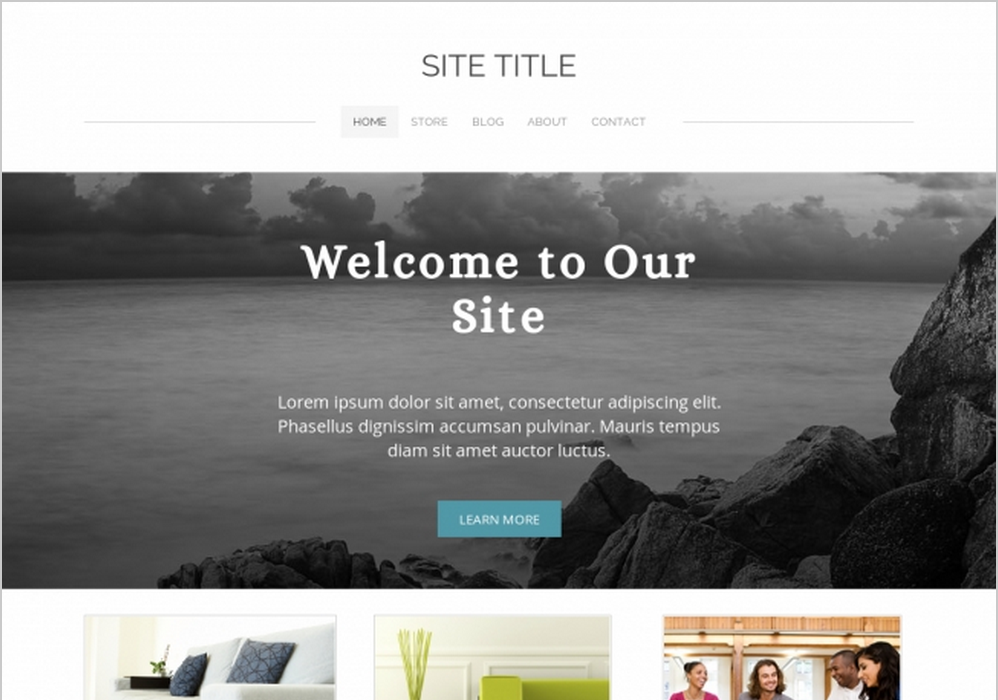 SITE TITLE
HOME STORE BLOG ABOUT CONTACT
Welcome to Our
Site
Lorem ipsum dolor sit amet, consectetur adipiscing elit.
Phasellus dignissim accumsan pulvinar. Mauris tempus
diam sit amet auctor luctus.
LEARN MORE